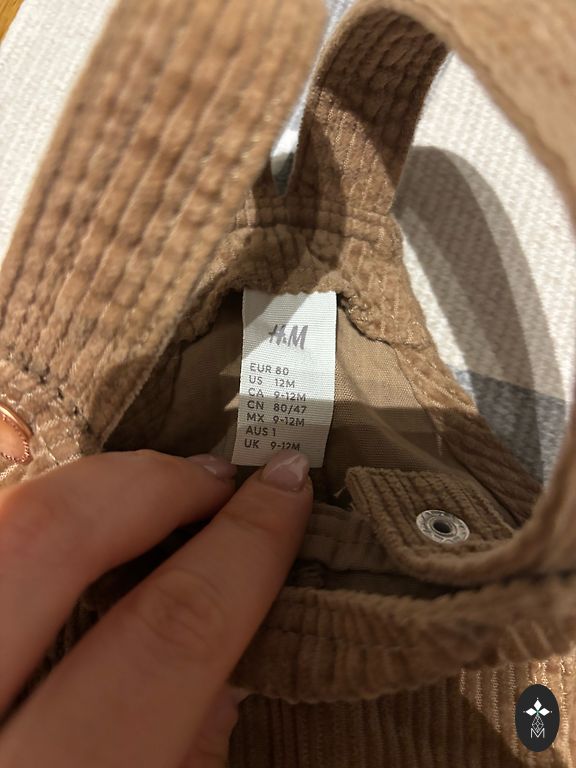 H&M
EUR 80
US 12M
CA 9-12M
CN 80/47
MX 9-12M
AUS 1
UK 9-12M
M